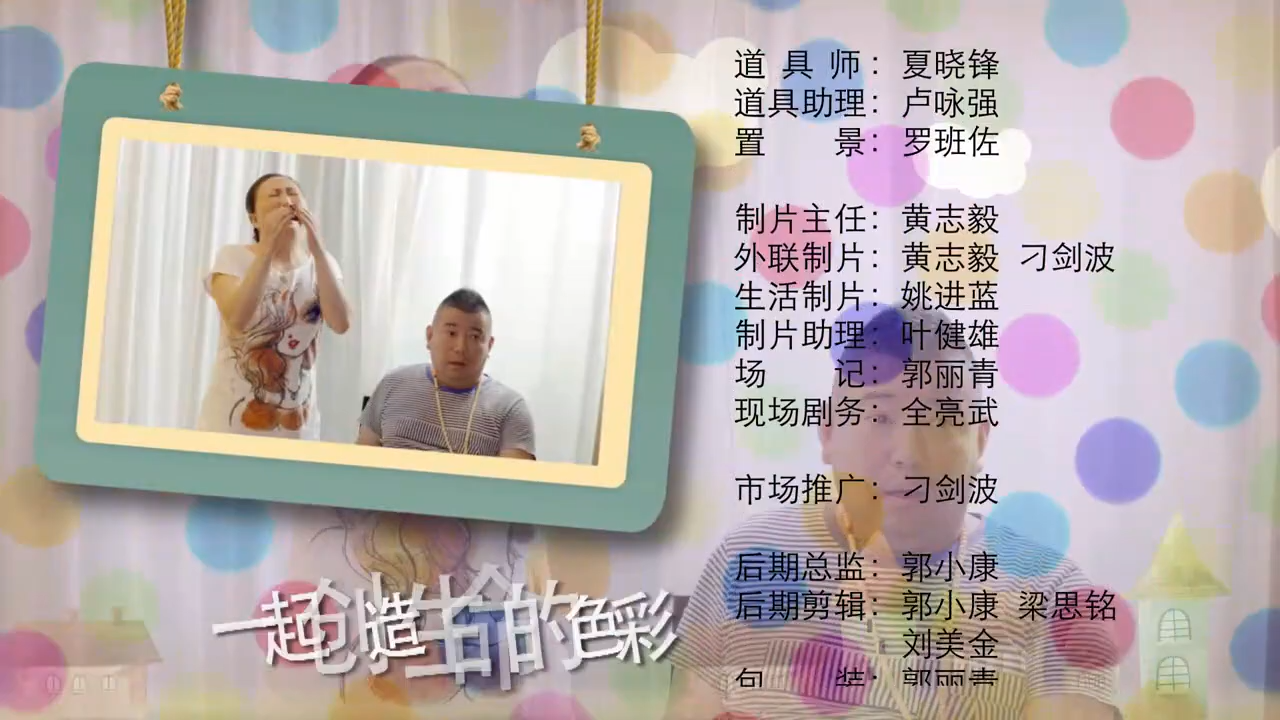 道具师：夏晓锋
道具助理：卢咏强
置景：罗班佐
制片主任：黄志毅
外联制片：黄志毅 刁剑波
生活制片：姚进蓝
制片助理：叶健雄
场记：郭丽青
现场剧务：全亮武
市场推广：刁剑波
后期总监：郭小康
后期剪辑：郭小康 梁思铭
刘美金
包装：郭丽青
一起创造生命的色彩